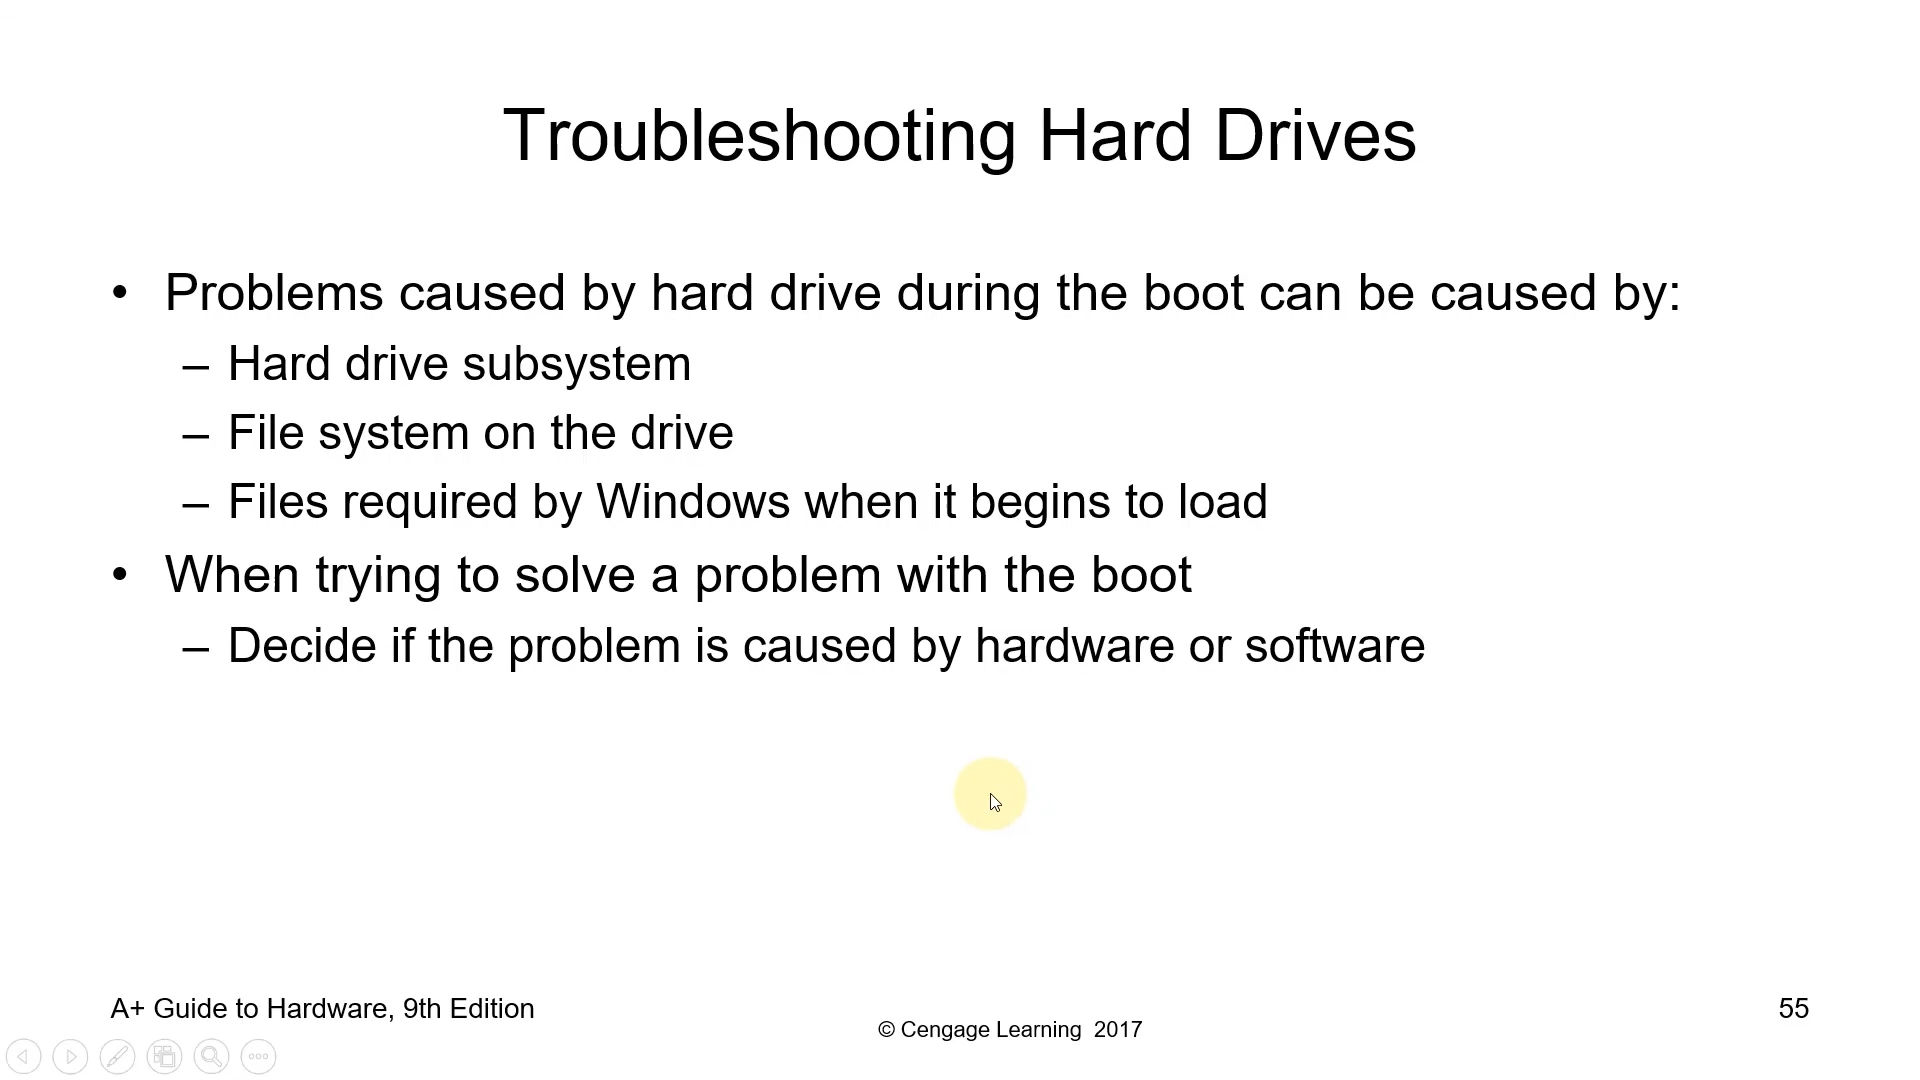 Troubleshooting Hard Drives
• Problems caused by hard drive during the boot can be caused by:
– Hard drive subsystem
– File system on the drive
– Files required by Windows when it begins to load
• When trying to solve a problem with the boot
– Decide if the problem is caused by hardware or software
A+ Guide to Hardware, 9th Edition
55
© Cengage Learning 2017